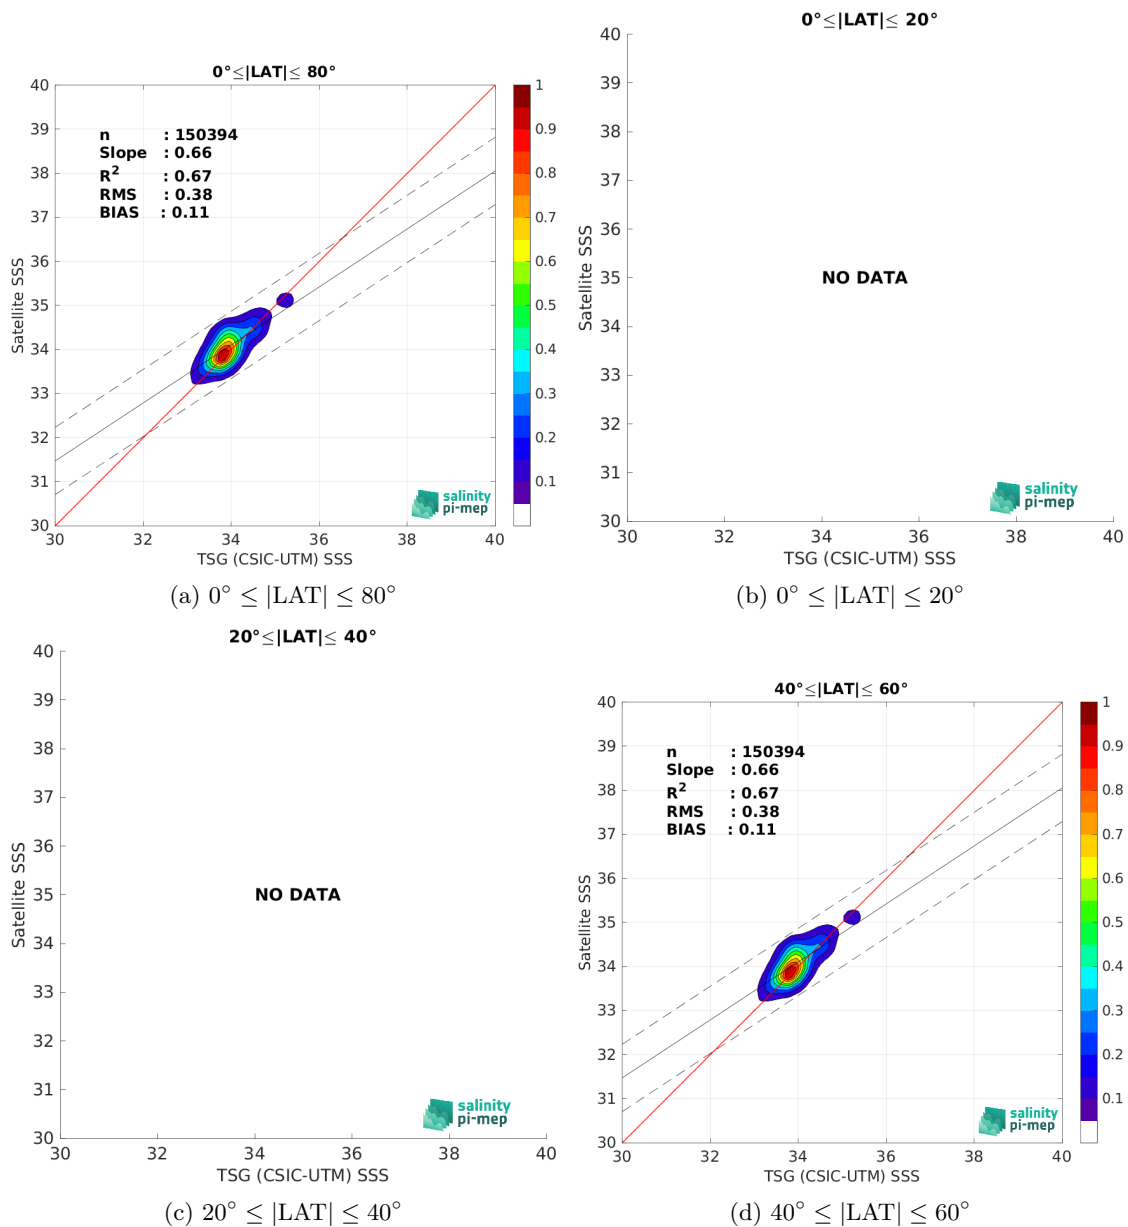 0°≤|LAT|≤ 80°
n : 150394
Slope : 0.66
R² : 0.67
RMS : 0.38
BIAS : 0.11
40
39
38
37
36
35
34
33
32
31
30
30 32 34 36 38 40
Satellite SSS
TSG (CSIC-UTM) SSS
1
0.9
0.8
0.7
0.6
0.5
0.4
0.3
0.2
0.1
salinity
pi-mep
(a) 0° ≤ |LAT| ≤ 80°
0°≤|LAT|≤ 20°
40
39
38
37
36
35
34
33
32
31
30
30 32 34 36 38 40
Satellite SSS
NO DATA
TSG (CSIC-UTM) SSS
salinity
pi-mep
(b) 0° ≤ |LAT| ≤ 20°
20°≤|LAT|≤ 40°
40
39
38
37
36
35
34
33
32
31
30
30 32 34 36 38 40
Satellite SSS
NO DATA
TSG (CSIC-UTM) SSS
salinity
pi-mep
(c) 20° ≤ |LAT| ≤ 40°
40°≤|LAT|≤ 60°
n : 150394
Slope : 0.66
R² : 0.67
RMS : 0.38
BIAS : 0.11
40
39
38
37
36
35
34
33
32
31
30
30 32 34 36 38 40
Satellite SSS
TSG (CSIC-UTM) SSS
1
0.9
0.8
0.7
0.6
0.5
0.4
0.3
0.2
0.1
salinity
pi-mep
(d) 40° ≤ |LAT| ≤ 60°